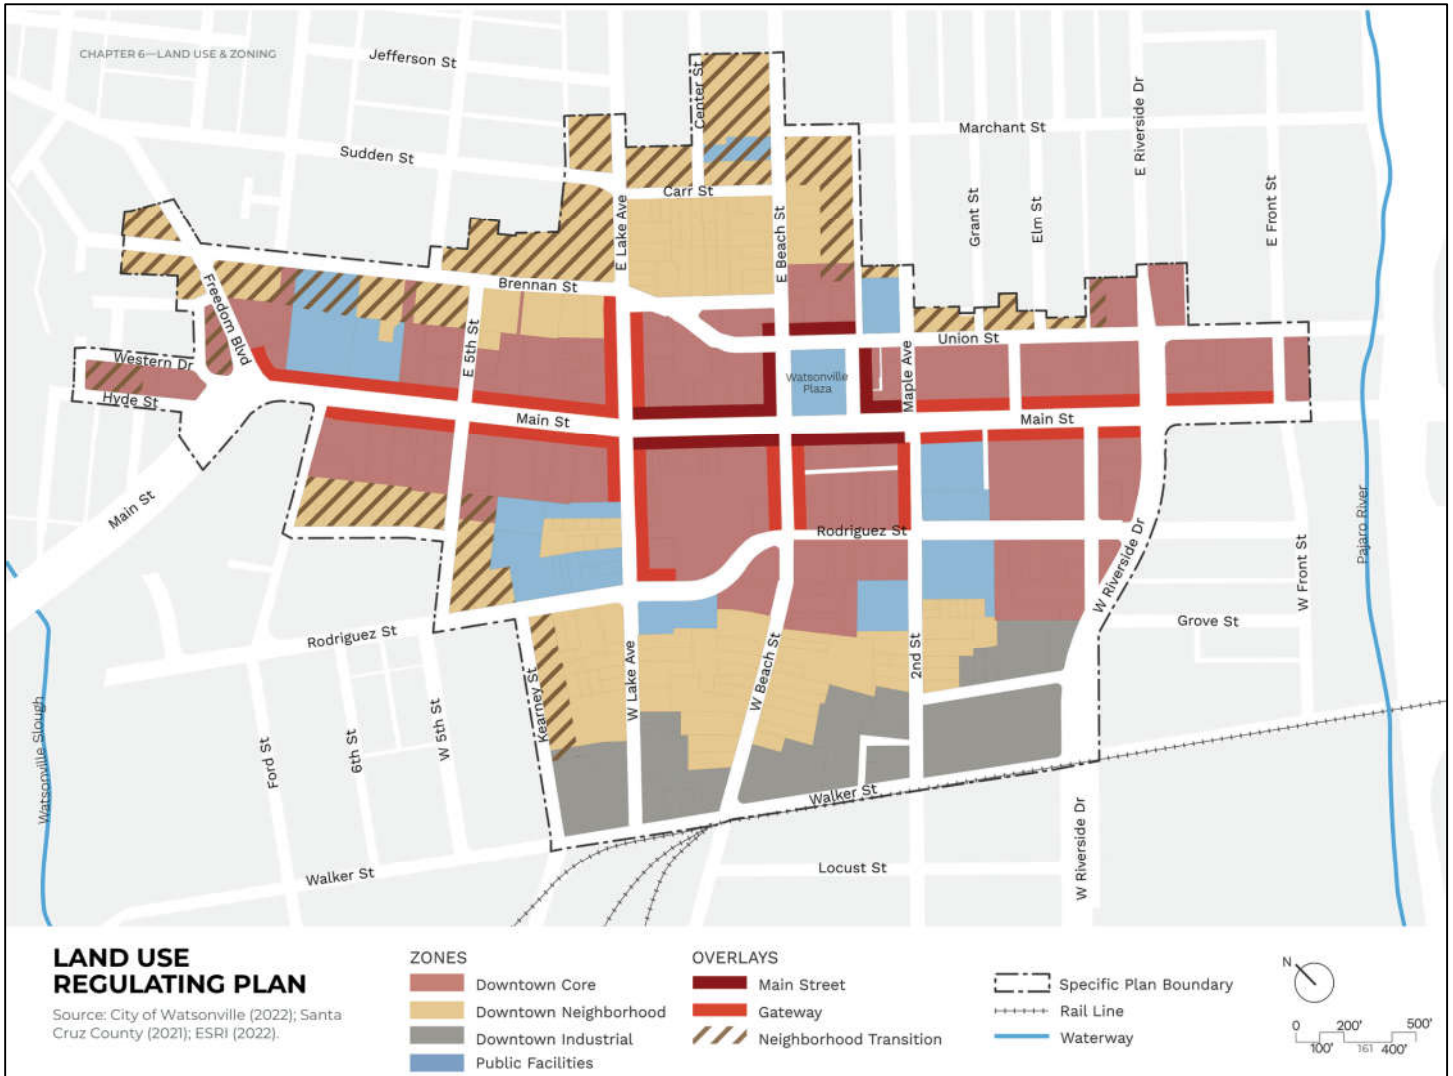 CHAPTER 6—LAND USE & ZONING
Jefferson St
Sudden St
Center St
Marchant St
E Riverside Dr
Carr St
E Lake Ave
E Beach St
Grant St
Elm St
E Front St
Brennan St
Freedom Blvd
E 5th St
Union St
Maple Ave
Western Dr
Hyde St
Watsonville
Plaza
Main St
Main St
Main St
Rodriguez St
W Riverside Dr
Pajaro River
W Front St
Grove St
Rodriguez St
Kearney St
W Lake Ave
W Beach St
2nd St
Watsonville Slough
Ford St
6th St
W 5th St
Walker St
W Riverside Dr
Walker St
Locust St
LAND USE
REGULATING PLAN
Source: City of Watsonville (2022); Santa
Cruz County (2021); ESRI (2022).
ZONES
Downtown Core
Downtown Neighborhood
Downtown Industrial
Public Facilities
OVERLAYS
Main Street
Gateway
Neighborhood Transition
Specific Plan Boundary
Rail Line
Waterway
N
0 200' 500'
100' 161 400'